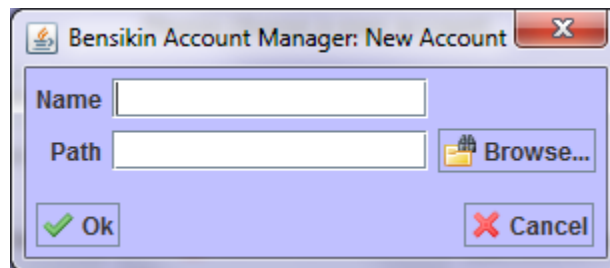 Bensikin Account Manager: New Account
Name
Path
Browse...
Ok
Cancel